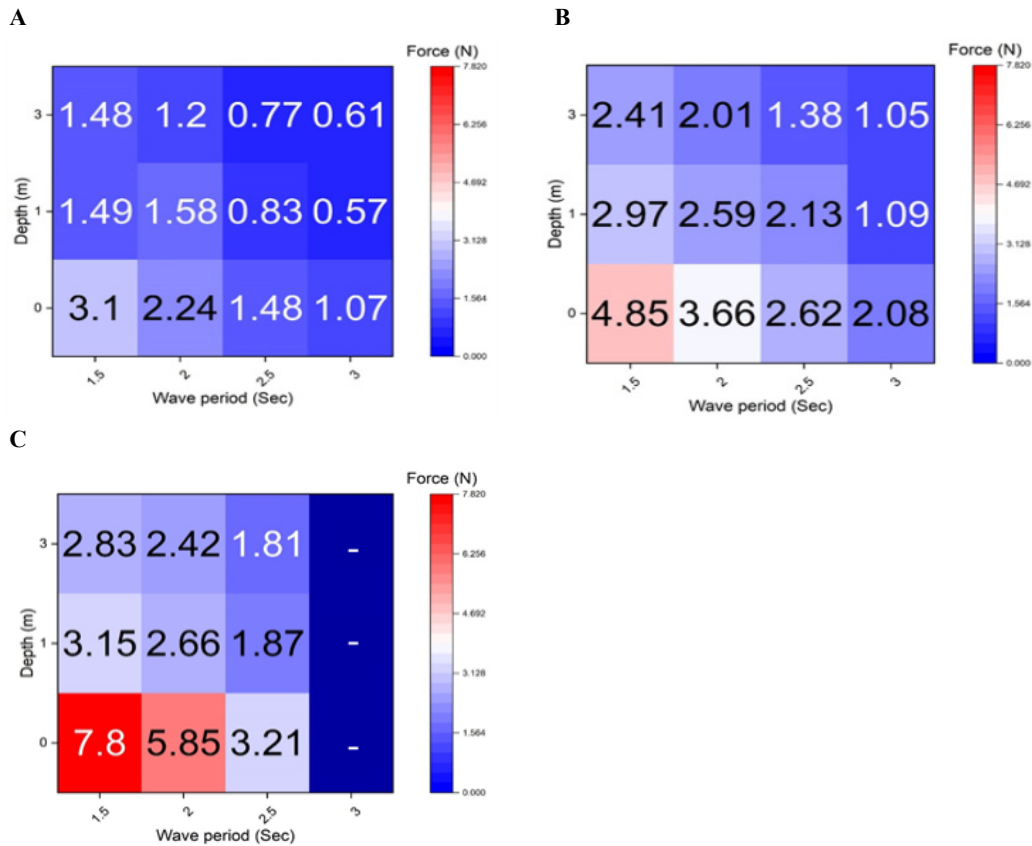 A
Force (N)
7.820
6.256
4.692
3.128
1.564
0.000
Depth (m)
3
1
0
1.48 1.2 0.77 0.61
1.49 1.58 0.83 0.57
3.1 2.24 1.48 1.07
1.5 2 2.5 3
Wave period (Sec)
B
Force (N)
7.820
6.256
4.692
3.128
1.564
0.000
Depth (m)
3
1
0
2.41 2.01 1.38 1.05
2.97 2.59 2.13 1.09
4.85 3.66 2.62 2.08
1.5 2 2.5 3
Wave period (Sec)
C
Force (N)
7.820
6.256
4.692
3.128
1.564
0.000
Depth (m)
3
1
0
2.83 2.42 1.81 -
3.15 2.66 1.87 -
7.8 5.85 3.21 -
1.5 2 2.5 3
Wave period (Sec)